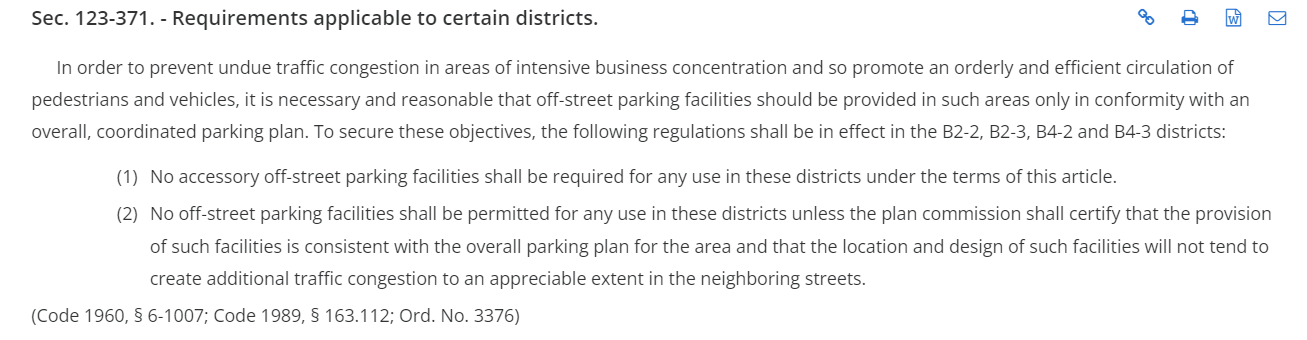 Sec. 123-371. - Requirements applicable to certain districts.
In order to prevent undue traffic congestion in areas of intensive business concentration and so promote an orderly and efficient circulation of
pedestrians and vehicles, it is necessary and reasonable that off-street parking facilities should be provided in such areas only in conformity with an
overall, coordinated parking plan. To secure these objectives, the following regulations shall be in effect in the B2-2, B2-3, B4-2 and B4-3 districts:
(1) No accessory off-street parking facilities shall be required for any use in these districts under the terms of this article.
(2) No off-street parking facilities shall be permitted for any use in these districts unless the plan commission shall certify that the provision
of such facilities is consistent with the overall parking plan for the area and that the location and design of such facilities will not tend to
create additional traffic congestion to an appreciable extent in the neighboring streets.
(Code 1960, § 6-1007; Code 1989, § 163.112; Ord. No. 3376)